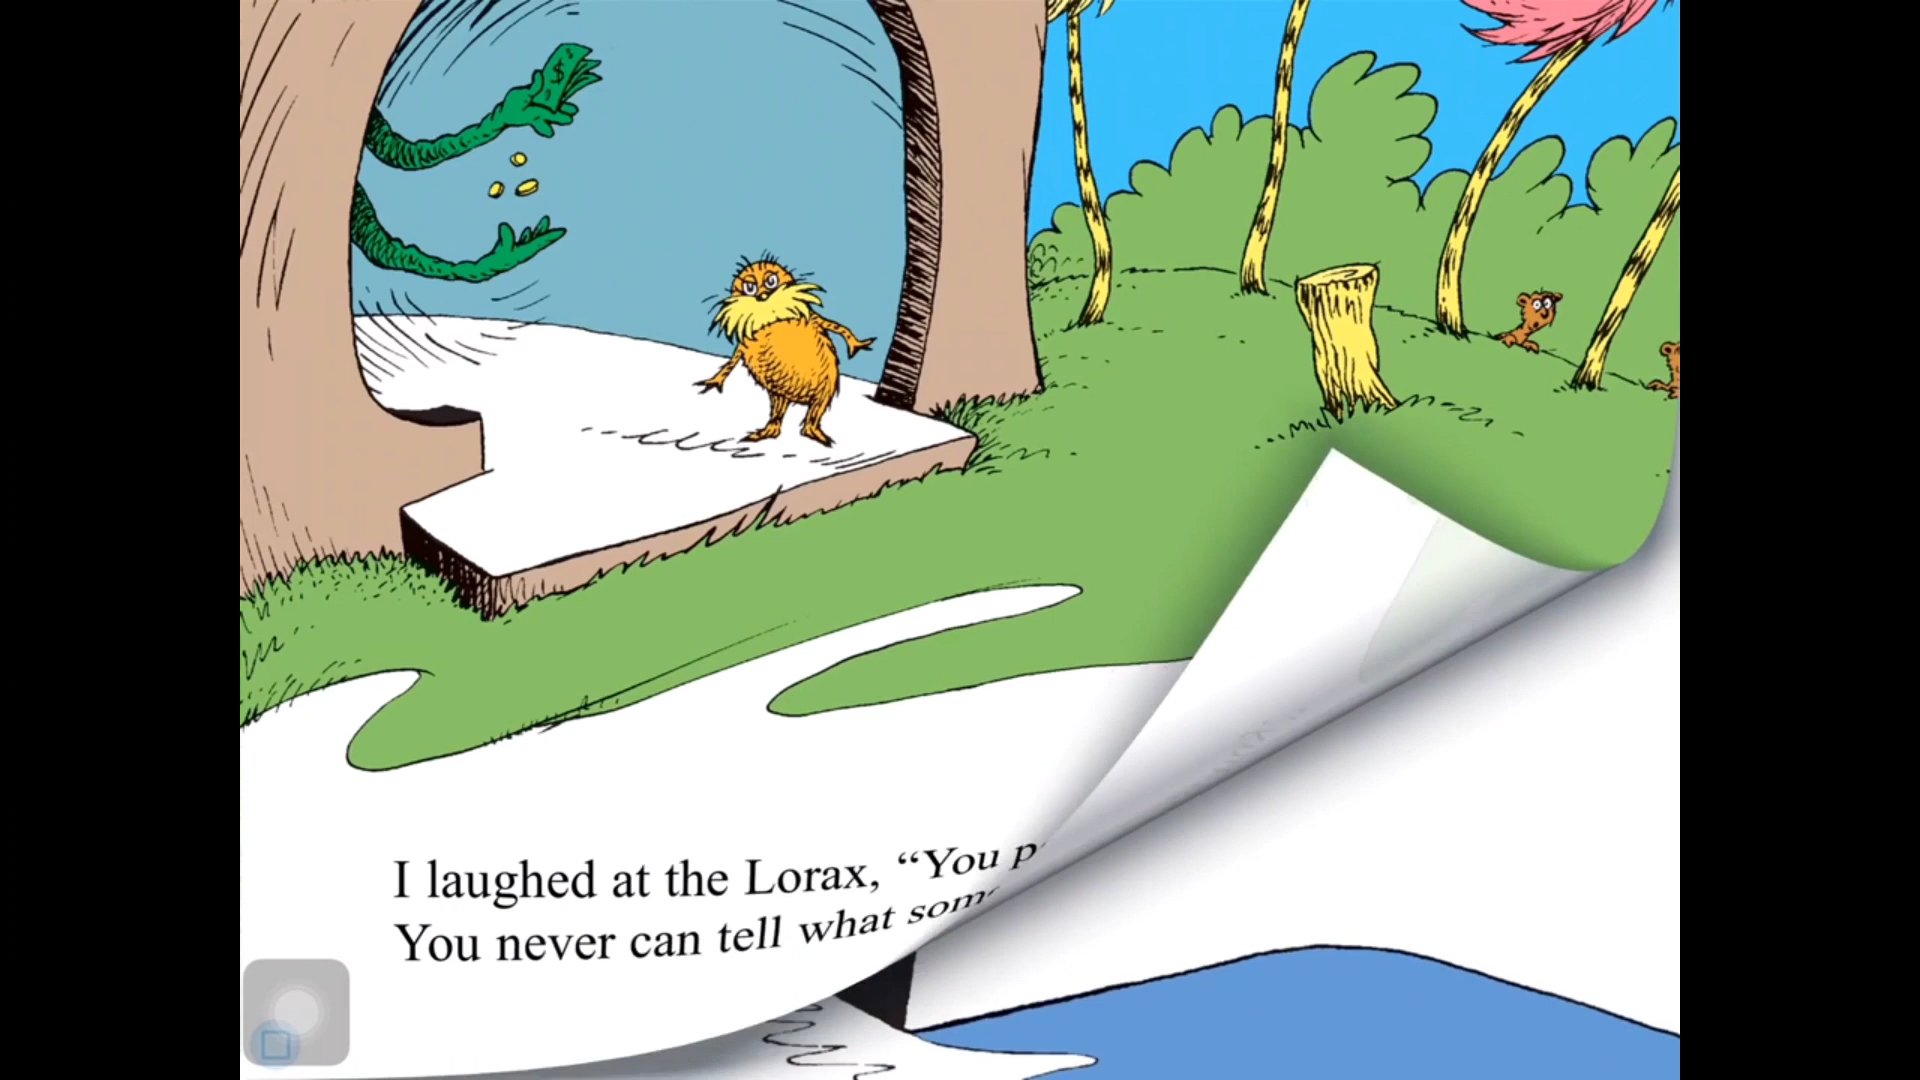 $
I laughed at the Lorax, “You
You never can tell what